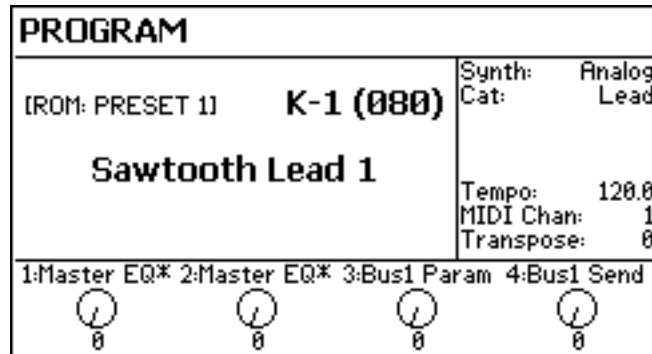 PROGRAM
[ROM: PRESET 1] K-1 (080)
Sawtooth Lead 1
Synth: Analog
Cat: Lead
Tempo: 120.0
MIDI Chan: 1
Transpose: 0
1:Master EQ* 2:Master EQ* 3:Bus1 Param 4:Bus1 Send
0 0 0 0